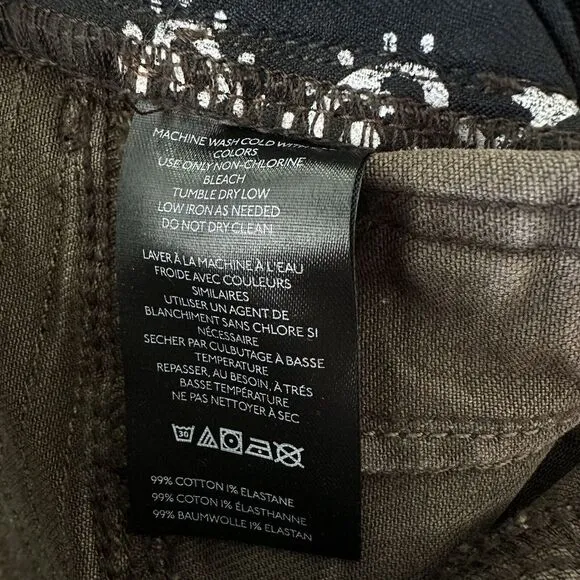 MACHINE WASH COLD WITH
COLORS
USE ONLY NON-CHLORINE
BLEACH
TUMBLE DRY LOW
LOW IRON AS NEEDED
DO NOT DRY CLEAN
LAVER À LA MACHINE À L'EAU
FROIDE AVEC COULEURS
SIMILAIRES
UTILISER UN AGENT DE
BLANCHIMENT SANS CHLORE SI
NÉCESSAIRE
SECHER PAR CULBUTAGE À BASSE
TEMPERATURE
REPASSER, AU BESOIN, À TRÉS
BASSE TEMPÉRATURE
NE PAS NETTOYER À SEC
30
99% COTTON 1% ELASTANE
99% COTON 1% ÉLASTHANNE
99% BAUMWOLLE 1% ELASTAN